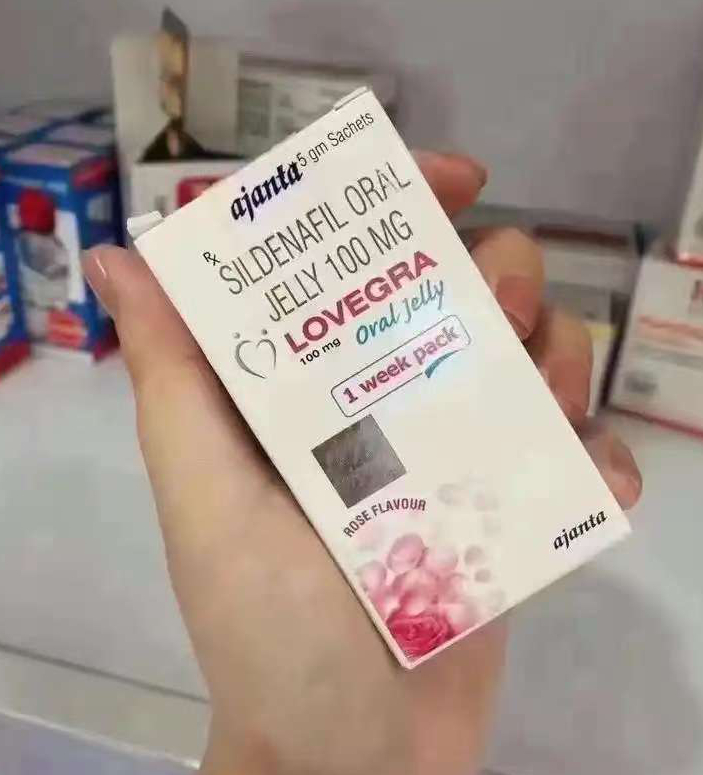 ajanta 5 gm Sachets
Rx SILDENAFIL ORAL
JELLY 100 MG
LOVEGRA
100 mg Oral Jelly
1 week pack
ROSE FLAVOUR
ajanta